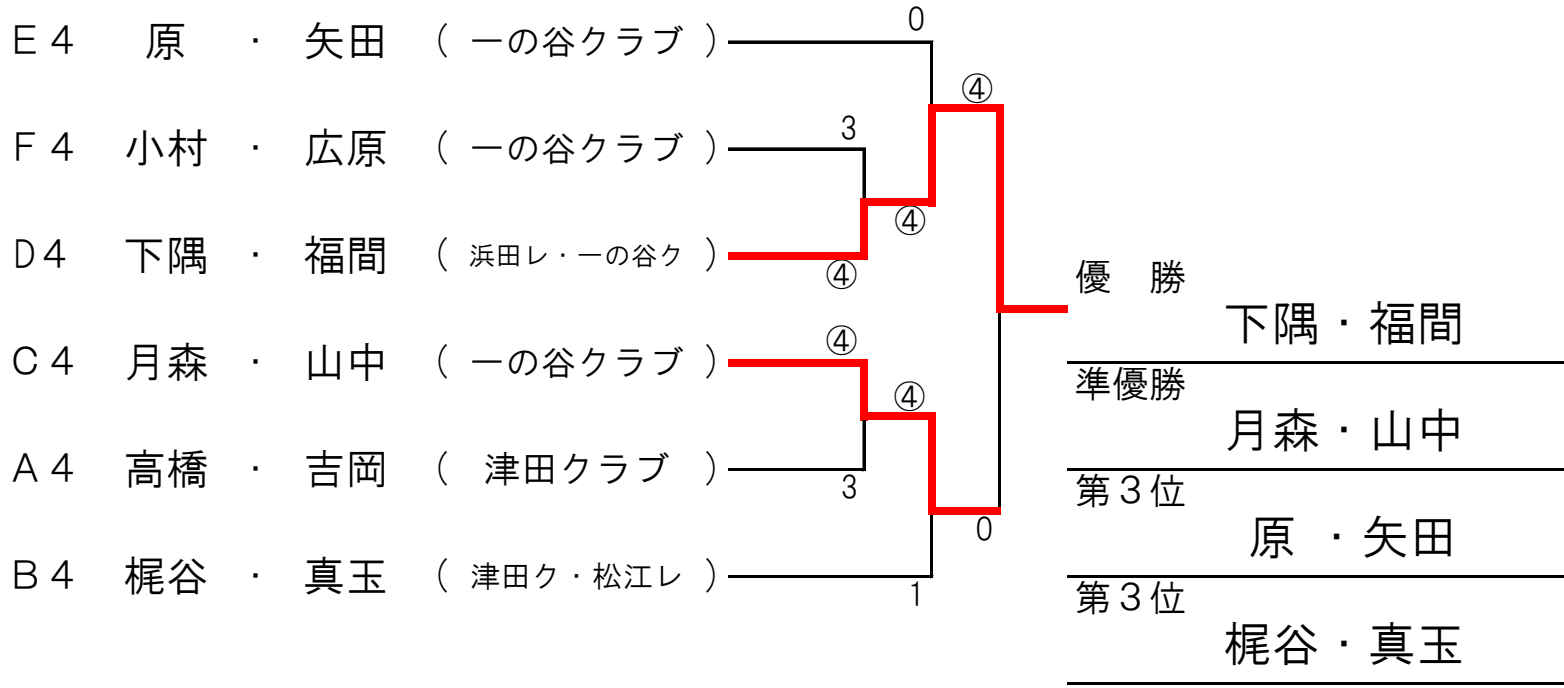 0
Ｅ４ 原 ・ 矢田 （ 一の谷クラブ ）
④
3
Ｆ４ 小村 ・ 広原 （ 一の谷クラブ ）
④
Ｄ４ 下隅 ・ 福間 （ 浜田レ・一の谷ク ）
④
優 勝
下隅・福間
④
Ｃ４ 月森 ・ 山中 （ 一の谷クラブ ）
④
準優勝
月森・山中
Ａ４ 高橋 ・ 吉岡 （ 津田クラブ ）
3
第３位
原 ・矢田
0
Ｂ４ 梶谷 ・ 真玉 （ 津田ク・松江レ ）
1
第３位
梶谷・真玉